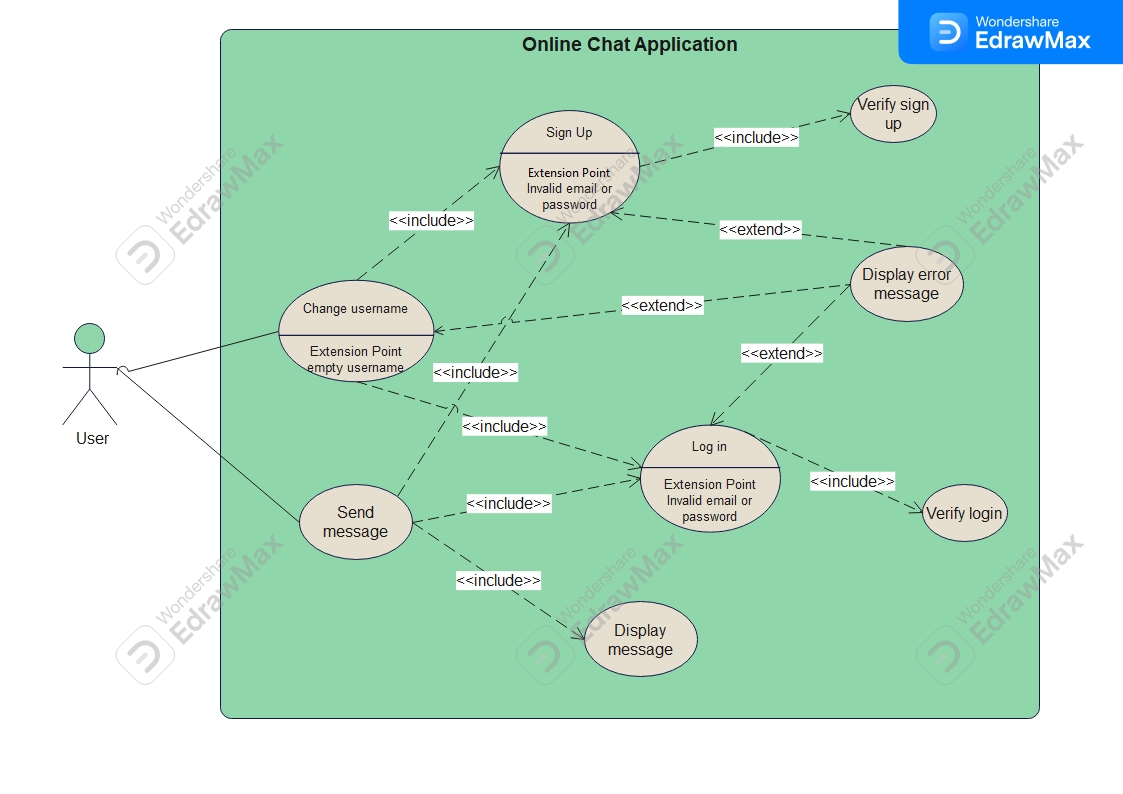 Wondershare
EdrawMax
Online Chat Application
Verify sign
up
Sign Up
<<include>>
Extension Point
Invalid email or
password
<<include>>
<<extend>>
Display error
message
Change username
<<extend>>
Extension Point
empty username
<<extend>>
<<include>>
User
<<include>>
Log in
Extension Point
Invalid email or
password
<<include>>
<<include>>
Send
message
Verify login
<<include>>
Display
message
Wondershare
EdrawMax
Wondershare
EdrawMax
Wondershare
EdrawMax
Wondershare
EdrawMax
Wondershare
EdrawMax
Wondershare
EdrawMax